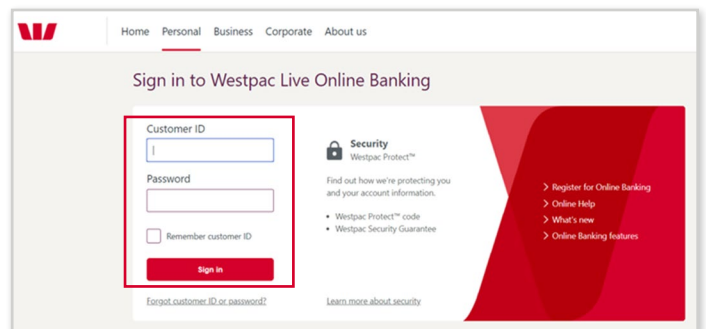 Home Personal Business Corporate About us
Sign in to Westpac Live Online Banking
Customer ID
Password
Remember customer ID
Sign in
Forgot customer ID or password?
Security
Westpac Protect™
Find out how we're protecting you
and your account information.
• Westpac Protect™ code
• Westpac Security Guarantee
Learn more about security
> Register for Online Banking
> Online Help
> What's new
> Online Banking features